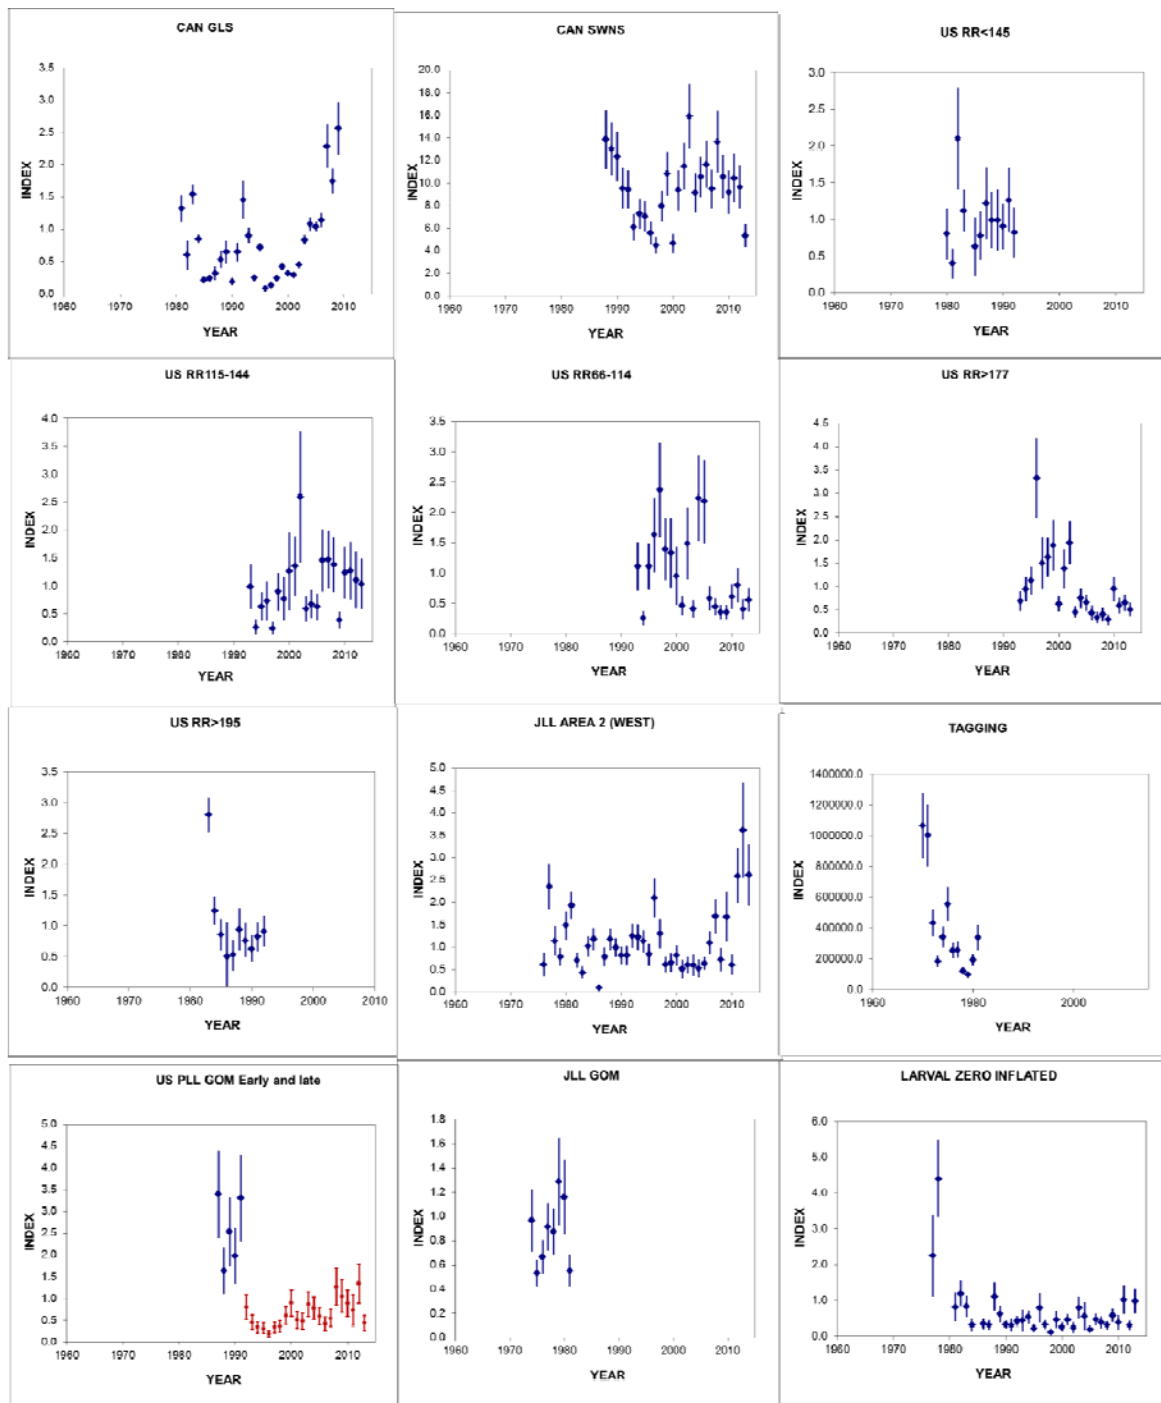 CAN GLS
3.5
3.0
2.5
2.0
1.5
1.0
0.5
0.0
INDEX
1960 1970 1980 1990 2000 2010
YEAR
CAN SWNS
20.0
18.0
16.0
14.0
12.0
10.0
8.0
6.0
4.0
2.0
0.0
INDEX
1960 1970 1980 1990 2000 2010
YEAR
US RR<145
3.0
2.5
2.0
1.5
1.0
0.5
0.0
INDEX
1960 1970 1980 1990 2000 2010
YEAR
US RR115-144
4.0
3.5
3.0
2.5
2.0
1.5
1.0
0.5
0.0
INDEX
1960 1970 1980 1990 2000 2010
YEAR
US RR66-114
3.5
3.0
2.5
2.0
1.5
1.0
0.5
0.0
INDEX
1960 1970 1980 1990 2000 2010
YEAR
US RR>177
4.5
4.0
3.5
3.0
2.5
2.0
1.5
1.0
0.5
0.0
INDEX
1960 1970 1980 1990 2000 2010
YEAR
US RR>195
3.5
3.0
2.5
2.0
1.5
1.0
0.5
0.0
INDEX
1960 1970 1980 1990 2000 2010
YEAR
JLL AREA 2 (WEST)
5.0
4.5
4.0
3.5
3.0
2.5
2.0
1.5
1.0
0.5
0.0
INDEX
1960 1970 1980 1990 2000 2010
YEAR
TAGGING
1400000.0
1200000.0
1000000.0
800000.0
600000.0
400000.0
200000.0
0.0
INDEX
1960 1980 2000
YEAR
US PLL GOM Early and late
5.0
4.5
4.0
3.5
3.0
2.5
2.0
1.5
1.0
0.5
0.0
INDEX
1960 1970 1980 1990 2000 2010
YEAR
JLL GOM
1.8
1.6
1.4
1.2
1.0
0.8
0.6
0.4
0.2
0.0
INDEX
1960 1970 1980 1990 2000 2010
YEAR
LARVAL ZERO INFLATED
6.0
5.0
4.0
3.0
2.0
1.0
0.0
INDEX
1960 1970 1980 1990 2000 2010
YEAR